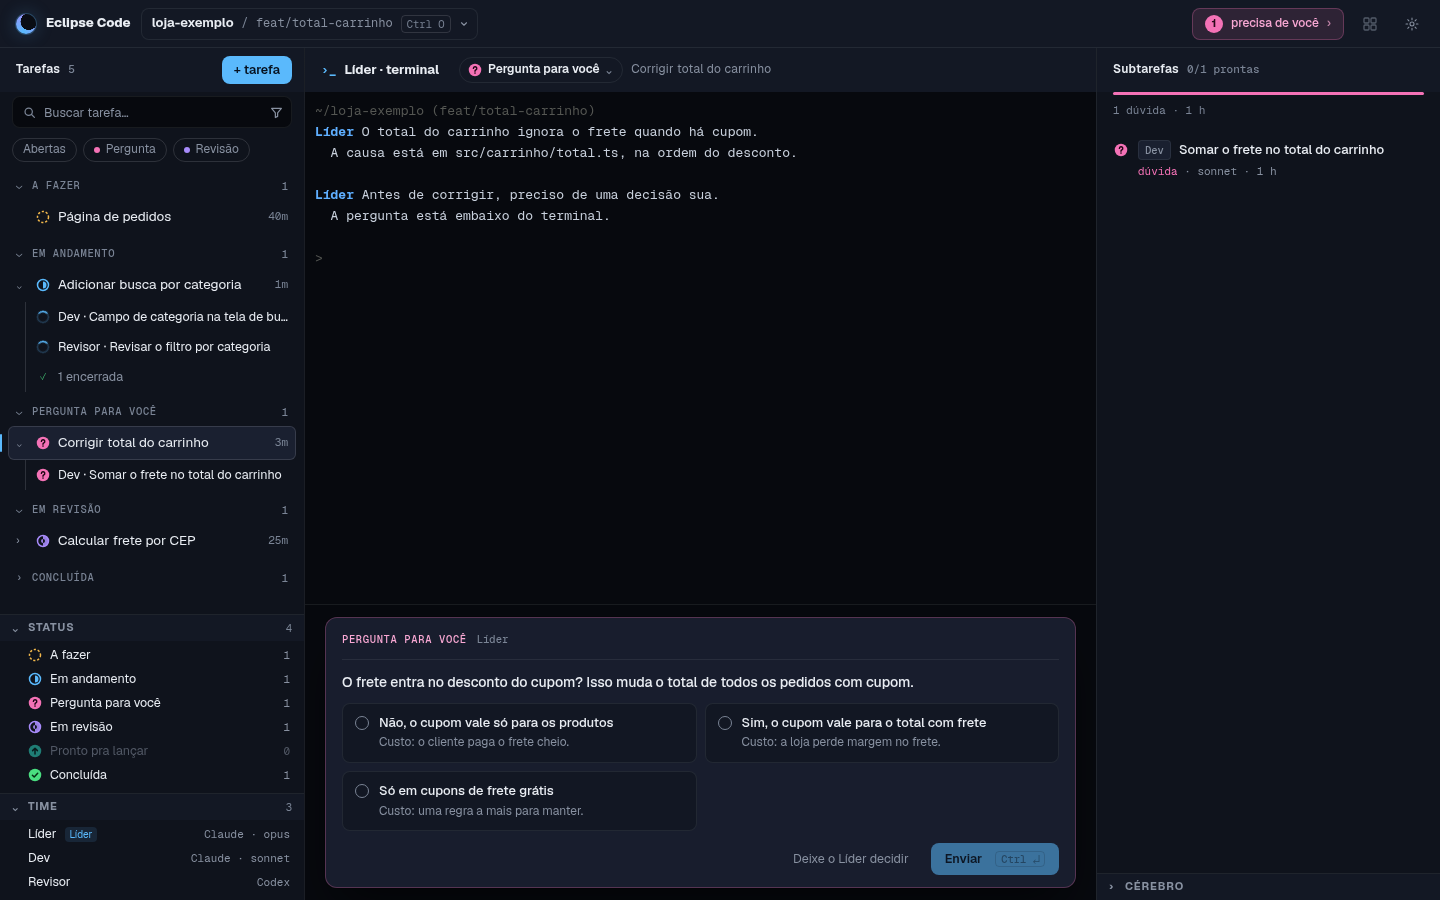 Eclipse Code
loja-exemplo / feat/total-carrinho Ctrl O
1 precisa de você ›
Tarefas 5
+ tarefa
Buscar tarefa…
Abertas
Pergunta
Revisão
A FAZER 1
Página de pedidos 40m
EM ANDAMENTO 1
Adicionar busca por categoria 1m
Dev · Campo de categoria na tela de bu…
Revisor · Revisar o filtro por categoria
✓ 1 encerrada
PERGUNTA PARA VOCÊ 1
Corrigir total do carrinho 3m
Dev · Somar o frete no total do carrinho
EM REVISÃO 1
Calcular frete por CEP 25m
CONCLUÍDA 1
STATUS 4
A fazer 1
Em andamento 1
Pergunta para você 1
Em revisão 1
Pronto pra lançar 0
Concluída 1
TIME 3
Líder Líder Claude · opus
Dev Claude · sonnet
Revisor Codex
›_ Líder · terminal
Pergunta para você
Corrigir total do carrinho
~/loja-exemplo (feat/total-carrinho)
Líder O total do carrinho ignora o frete quando há cupom.
A causa está em src/carrinho/total.ts, na ordem do desconto.
Líder Antes de corrigir, preciso de uma decisão sua.
A pergunta está embaixo do terminal.
>
PERGUNTA PARA VOCÊ Líder
O frete entra no desconto do cupom? Isso muda o total de todos os pedidos com cupom.
Não, o cupom vale só para os produtos
Custo: o cliente paga o frete cheio.
Sim, o cupom vale para o total com frete
Custo: a loja perde margem no frete.
Só em cupons de frete grátis
Custo: uma regra a mais para manter.
Deixe o Líder decidir
Enviar Ctrl ↵
Subtarefas 0/1 prontas
1 dúvida · 1 h
Dev Somar o frete no total do carrinho
dúvida · sonnet · 1 h
› CÉREBRO